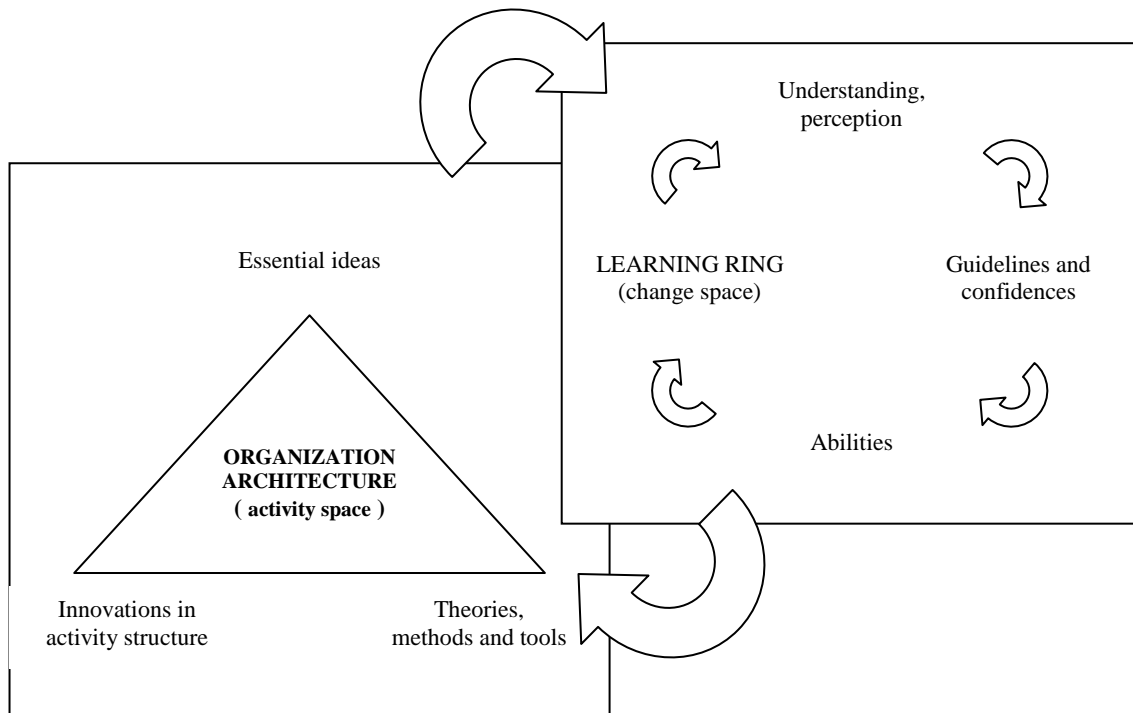 Understanding,
perception
Essential ideas
LEARNING RING
(change space)
Guidelines and
confidences
ORGANIZATION
ARCHITECTURE
( activity space )
Abilities
Innovations in
activity structure
Theories,
methods and tools